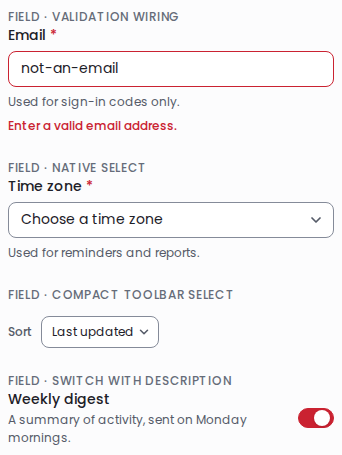 FIELD · VALIDATION WIRING
Email *
not-an-email
Used for sign-in codes only.
Enter a valid email address.
FIELD · NATIVE SELECT
Time zone *
Choose a time zone
Used for reminders and reports.
FIELD · COMPACT TOOLBAR SELECT
Sort Last updated
FIELD · SWITCH WITH DESCRIPTION
Weekly digest
A summary of activity, sent on Monday
mornings.